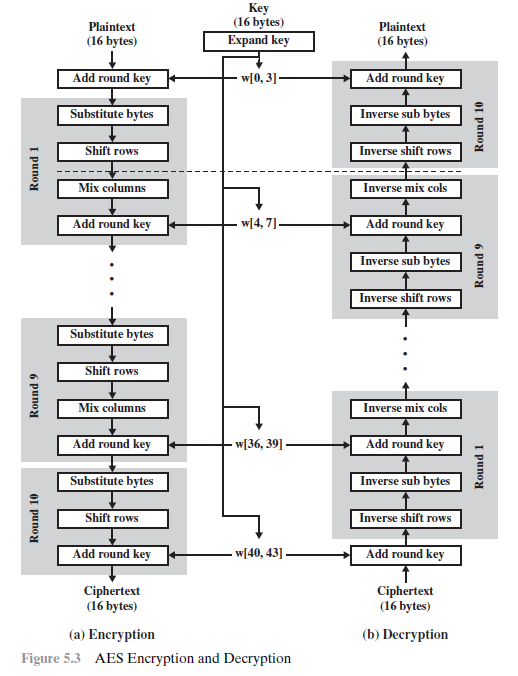 Key
(16 bytes)
Expand key
Plaintext
(16 bytes)
Add round key
Round 1
Substitute bytes
Shift rows
Mix columns
Add round key
Round 9
Substitute bytes
Shift rows
Mix columns
Add round key
Round 10
Substitute bytes
Shift rows
Add round key
Ciphertext
(16 bytes)
(a) Encryption
w[0, 3]
w[4, 7]
w[36, 39]
w[40, 43]
Plaintext
(16 bytes)
Add round key
Inverse sub bytes
Inverse shift rows
Round 10
Inverse mix cols
Add round key
Inverse sub bytes
Inverse shift rows
Round 9
Inverse mix cols
Add round key
Inverse sub bytes
Inverse shift rows
Round 1
Add round key
Ciphertext
(16 bytes)
(b) Decryption
Figure 5.3 AES Encryption and Decryption